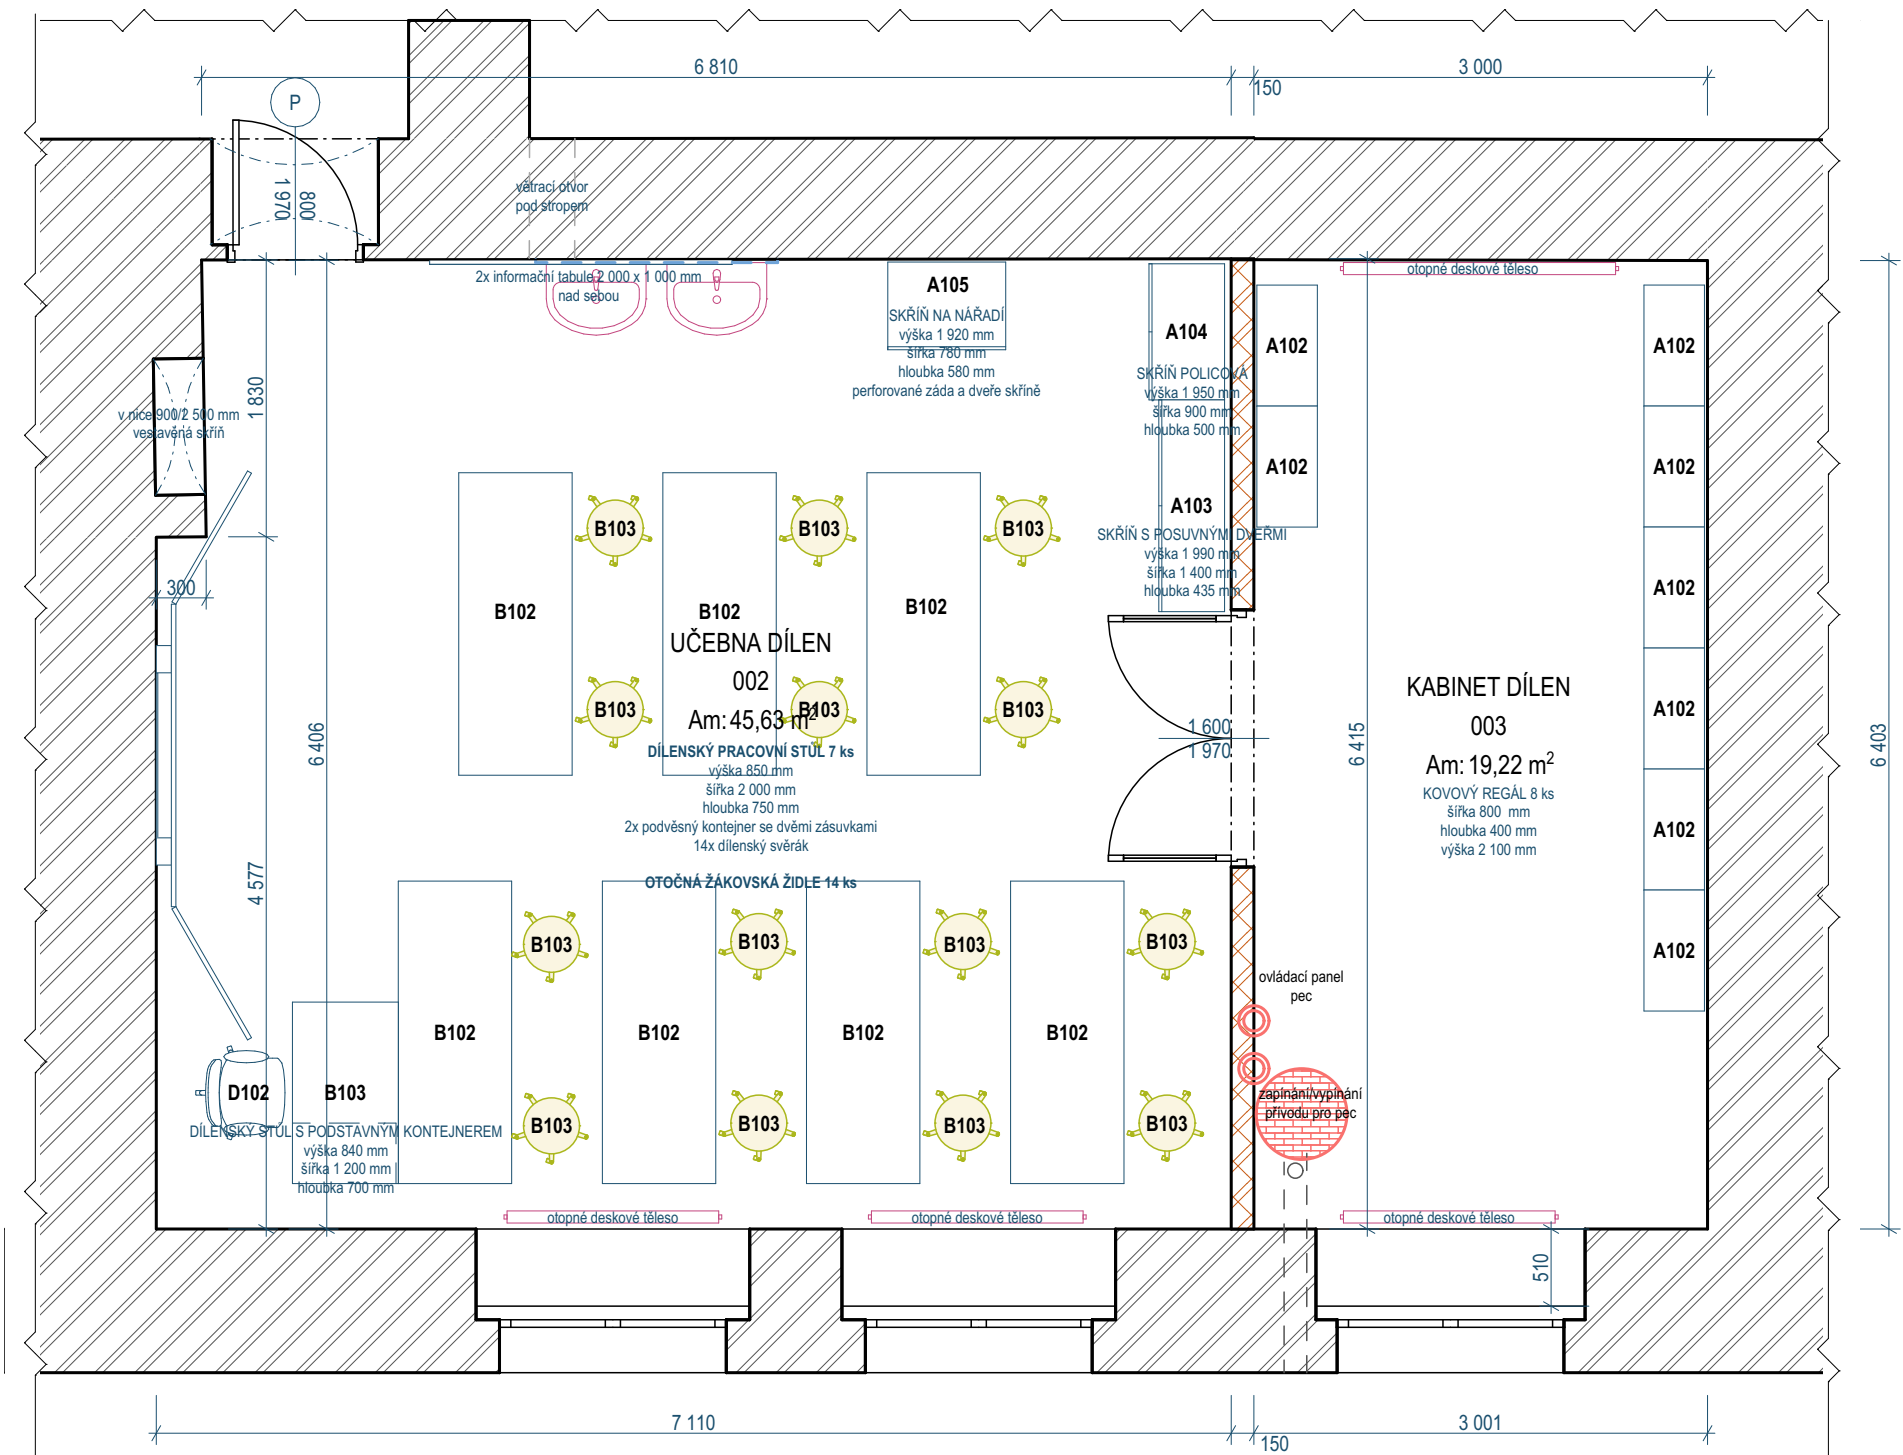 6 810
3 000
150
P
800
1 970
větrací otvor
pod stropem
2x informační tabule 2 000 x 1 000 mm
nad sebou
A105
SKŘÍŇ NA NÁŘADÍ
výška 1 920 mm
šířka 780 mm
hloubka 580 mm
perforované záda a dveře skříně
A104
SKŘÍŇ POLICOVÁ
výška 1 950 mm
šířka 900 mm
hloubka 500 mm
A103
SKŘÍŇ S POSUVNÝMI DVEŘMI
výška 1 990 mm
šířka 1 400 mm
hloubka 435 mm
otopné deskové těleso
A102
A102
A102
A102
A102
A102
A102
A102
v nice 900/2 500 mm
vestavěná skříň
1 830
300
6 406
4 577
B103
B103
B103
B102
B102
B102
B103
B103
B103
UČEBNA DÍLEN
002
Am: 45,63 m²
DÍLENSKÝ PRACOVNÍ STŮL 7 ks
výška 850 mm
šířka 2 000 mm
hloubka 750 mm
2x podvěsný kontejner se dvěmi zásuvkami
14x dílenský svěrák
OTOČNÁ ŽÁKOVSKÁ ŽIDLE 14 ks
1 600
1 970
6 415
KABINET DÍLEN
003
Am: 19,22 m²
KOVOVÝ REGÁL 8 ks
šířka 800 mm
hloubka 400 mm
výška 2 100 mm
6 403
B103
B103
B103
B103
B102
B102
B102
B102
B103
B103
B103
B103
D102
B103
DÍLENSKÝ STŮL S PODSTAVNÝM KONTEJNEREM
výška 840 mm
šířka 1 200 mm
hloubka 700 mm
ovládací panel
pec
zapínání/vypínání
přívodu pro pec
otopné deskové těleso
otopné deskové těleso
otopné deskové těleso
510
7 110
150
3 001